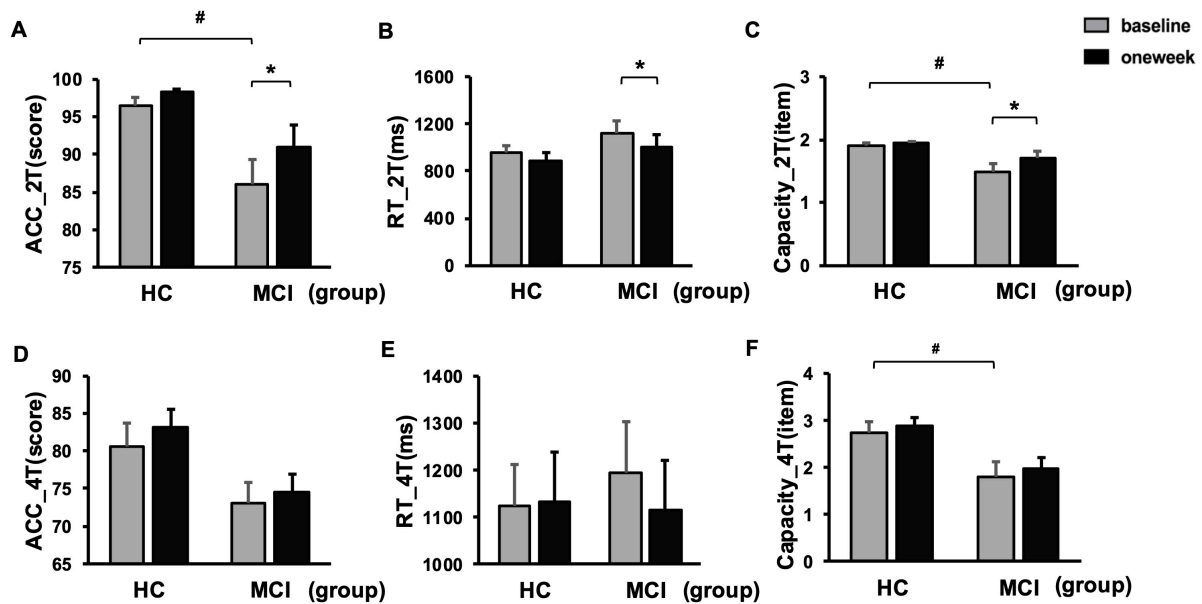 A
#
*
ACC_2T(score)
100
95
90
85
80
75
HC
MCI
(group)
B
*
RT_2T(ms)
1600
1200
800
400
0
HC
MCI
(group)
C
baseline
oneweek
#
*
Capacity_2T(item)
3
2
1
0
HC
MCI
(group)
D
ACC_4T(score)
90
85
80
75
70
65
HC
MCI
(group)
E
RT_4T(ms)
1400
1300
1200
1100
1000
HC
MCI
(group)
F
#
Capacity_4T(item)
4
3
2
1
0
HC
MCI
(group)